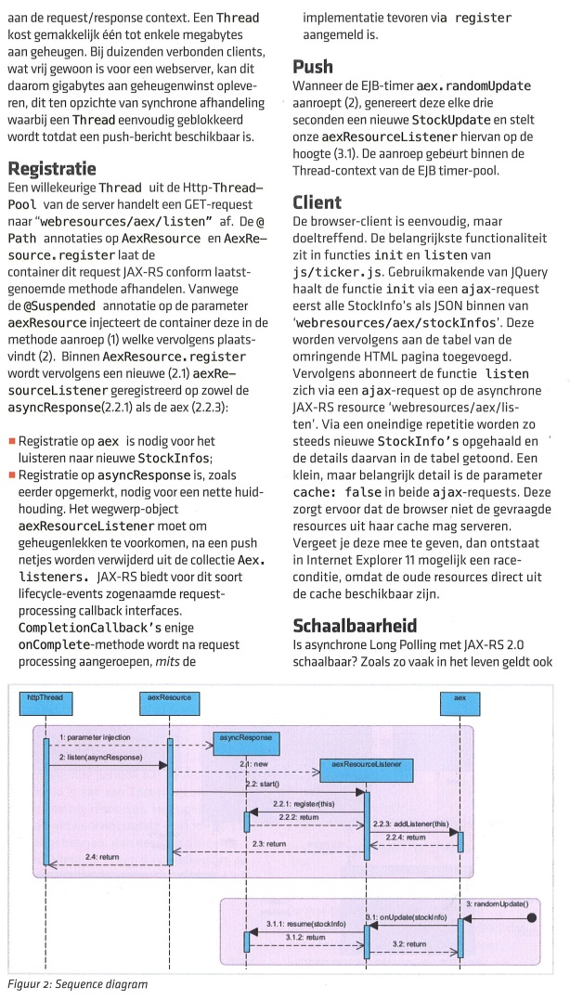 aan de request/response context. Een Thread
kost gemakkelijk één tot enkele megabytes
aan geheugen. Bij duizenden verbonden clients,
wat vrij gewoon is voor een webserver, kan dit
daarom gigabytes aan geheugenwinst opleve-
ren, dit ten opzichte van synchrone afhandeling
waarbij een Thread eenvoudig geblokkeerd
wordt totdat een push-bericht beschikbaar is.
Registratie
Een willekeurige Thread uit de Http-Thread-
Pool van de server handelt een GET-request
naar “webresources/aex/listen” af. De @
Path annotaties op AexResource en AexRe-
source.register laat de
container dit request JAX-RS conform laatst-
genoemde methode afhandelen. Vanwege
de @Suspended annotatie op de parameter
aexResource injecteert de container deze in de
methode aanroep (1) welke vervolgens plaats-
vindt (2). Binnen AexResource.register
wordt vervolgens een nieuwe (2.1) aexRe-
sourceListener geregistreerd op zowel de
asyncResponse(2.2.1) als de aex (2.2.3):
■ Registratie op aex is nodig voor het
luisteren naar nieuwe StockInfos;
■ Registratie op asyncResponse is, zoals
eerder opgemerkt, nodig voor een nette huid-
houding. Het wegwerp-object
aexResourceListener moet om
geheugenlekken te voorkomen, na een push
netjes worden verwijderd uit de collectie Aex.
listeners. JAX-RS biedt voor dit soort
lifecycle-events zogenaamde request-
processing callback interfaces.
CompletionCallback's enige
onComplete-methode wordt na request
processing aangeroepen, mits de
implementatie tevoren via register
aangemeld is.
Push
Wanneer de EJB-timer aex.randomUpdate
aanroept (2), genereert deze elke drie
seconden een nieuwe StockUpdate en stelt
onze aexResourceListener hiervan op de
hoogte (3.1). De aanroep gebeurt binnen de
Thread-context van de EJB timer-pool.
Client
De browser-client is eenvoudig, maar
doeltreffend. De belangrijkste functionaliteit
zit in functies init en listen van
js/ticker.js. Gebruikmakende van JQuery
haalt de functie init via een ajax-request
eerst alle StockInfo's als JSON binnen van
‘webresources/aex/stockInfos’. Deze
worden vervolgens aan de tabel van de
omringende HTML pagina toegevoegd.
Vervolgens abonneert de functie listen
zich via een ajax-request op de asynchrone
JAX-RS resource ‘webresources/aex/lis-
ten’. Via een oneindige repetitie worden zo
steeds nieuwe StockInfo's opgehaald en
de details daarvan in de tabel getoond. Een
klein, maar belangrijk detail is de parameter
cache: false in beide ajax-requests. Deze
zorgt ervoor dat de browser niet de gevraagde
resources uit haar cache mag serveren.
Vergeet je deze mee te geven, dan ontstaat
in Internet Explorer 11 mogelijk een race-
conditie, omdat de oude resources direct uit
de cache beschikbaar zijn.
Schaalbaarheid
Is asynchrone Long Polling met JAX-RS 2.0
schaalbaar? Zoals zo vaak in het leven geldt ook
httpThread
aexResource
aex
1: parameter injection
asyncResponse
2: listen(asyncResponse)
2.1: new
aexResourceListener
2.2: start()
2.2.1: register(this)
2.2.2: return
2.2.3: addListener(this)
2.2.4: return
2.3: return
2.4: return
3: randomUpdate()
3.1: onUpdate(stockInfo)
3.1.1: resume(stockInfo)
3.1.2: return
3.2: return
Figuur 2: Sequence diagram